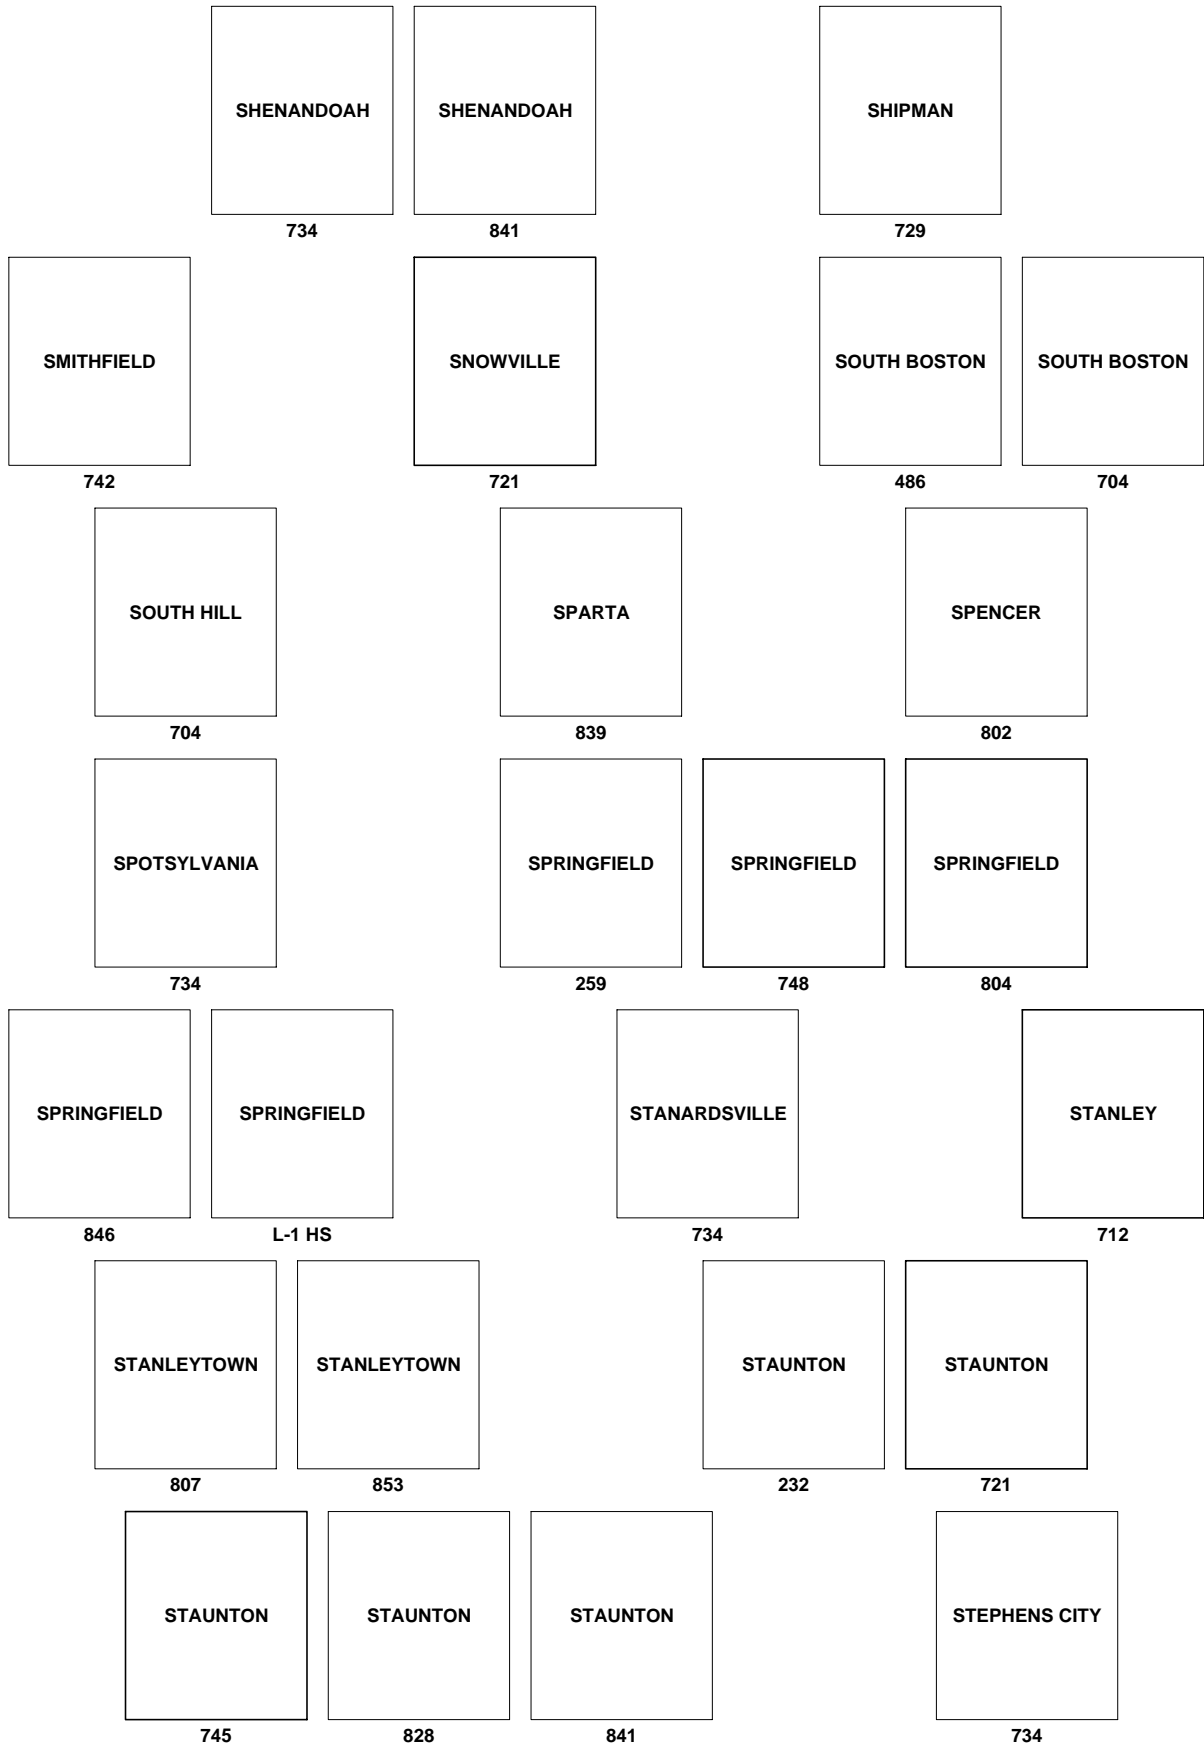 SHENANDOAH SHENANDOAH SHIPMAN
734 841 729
SMITHFIELD SNOWVILLE SOUTH BOSTON SOUTH BOSTON
742 721 486 704
SOUTH HILL SPARTA SPENCER
704 839 802
SPOTSYLVANIA SPRINGFIELD SPRINGFIELD SPRINGFIELD
734 259 748 804
SPRINGFIELD SPRINGFIELD STANARDSVILLE STANLEY
846 L-1 HS 734 712
STANLEYTOWN STANLEYTOWN STAUNTON STAUNTON
807 853 232 721
STAUNTON STAUNTON STAUNTON STEPHENS CITY
745 828 841 734